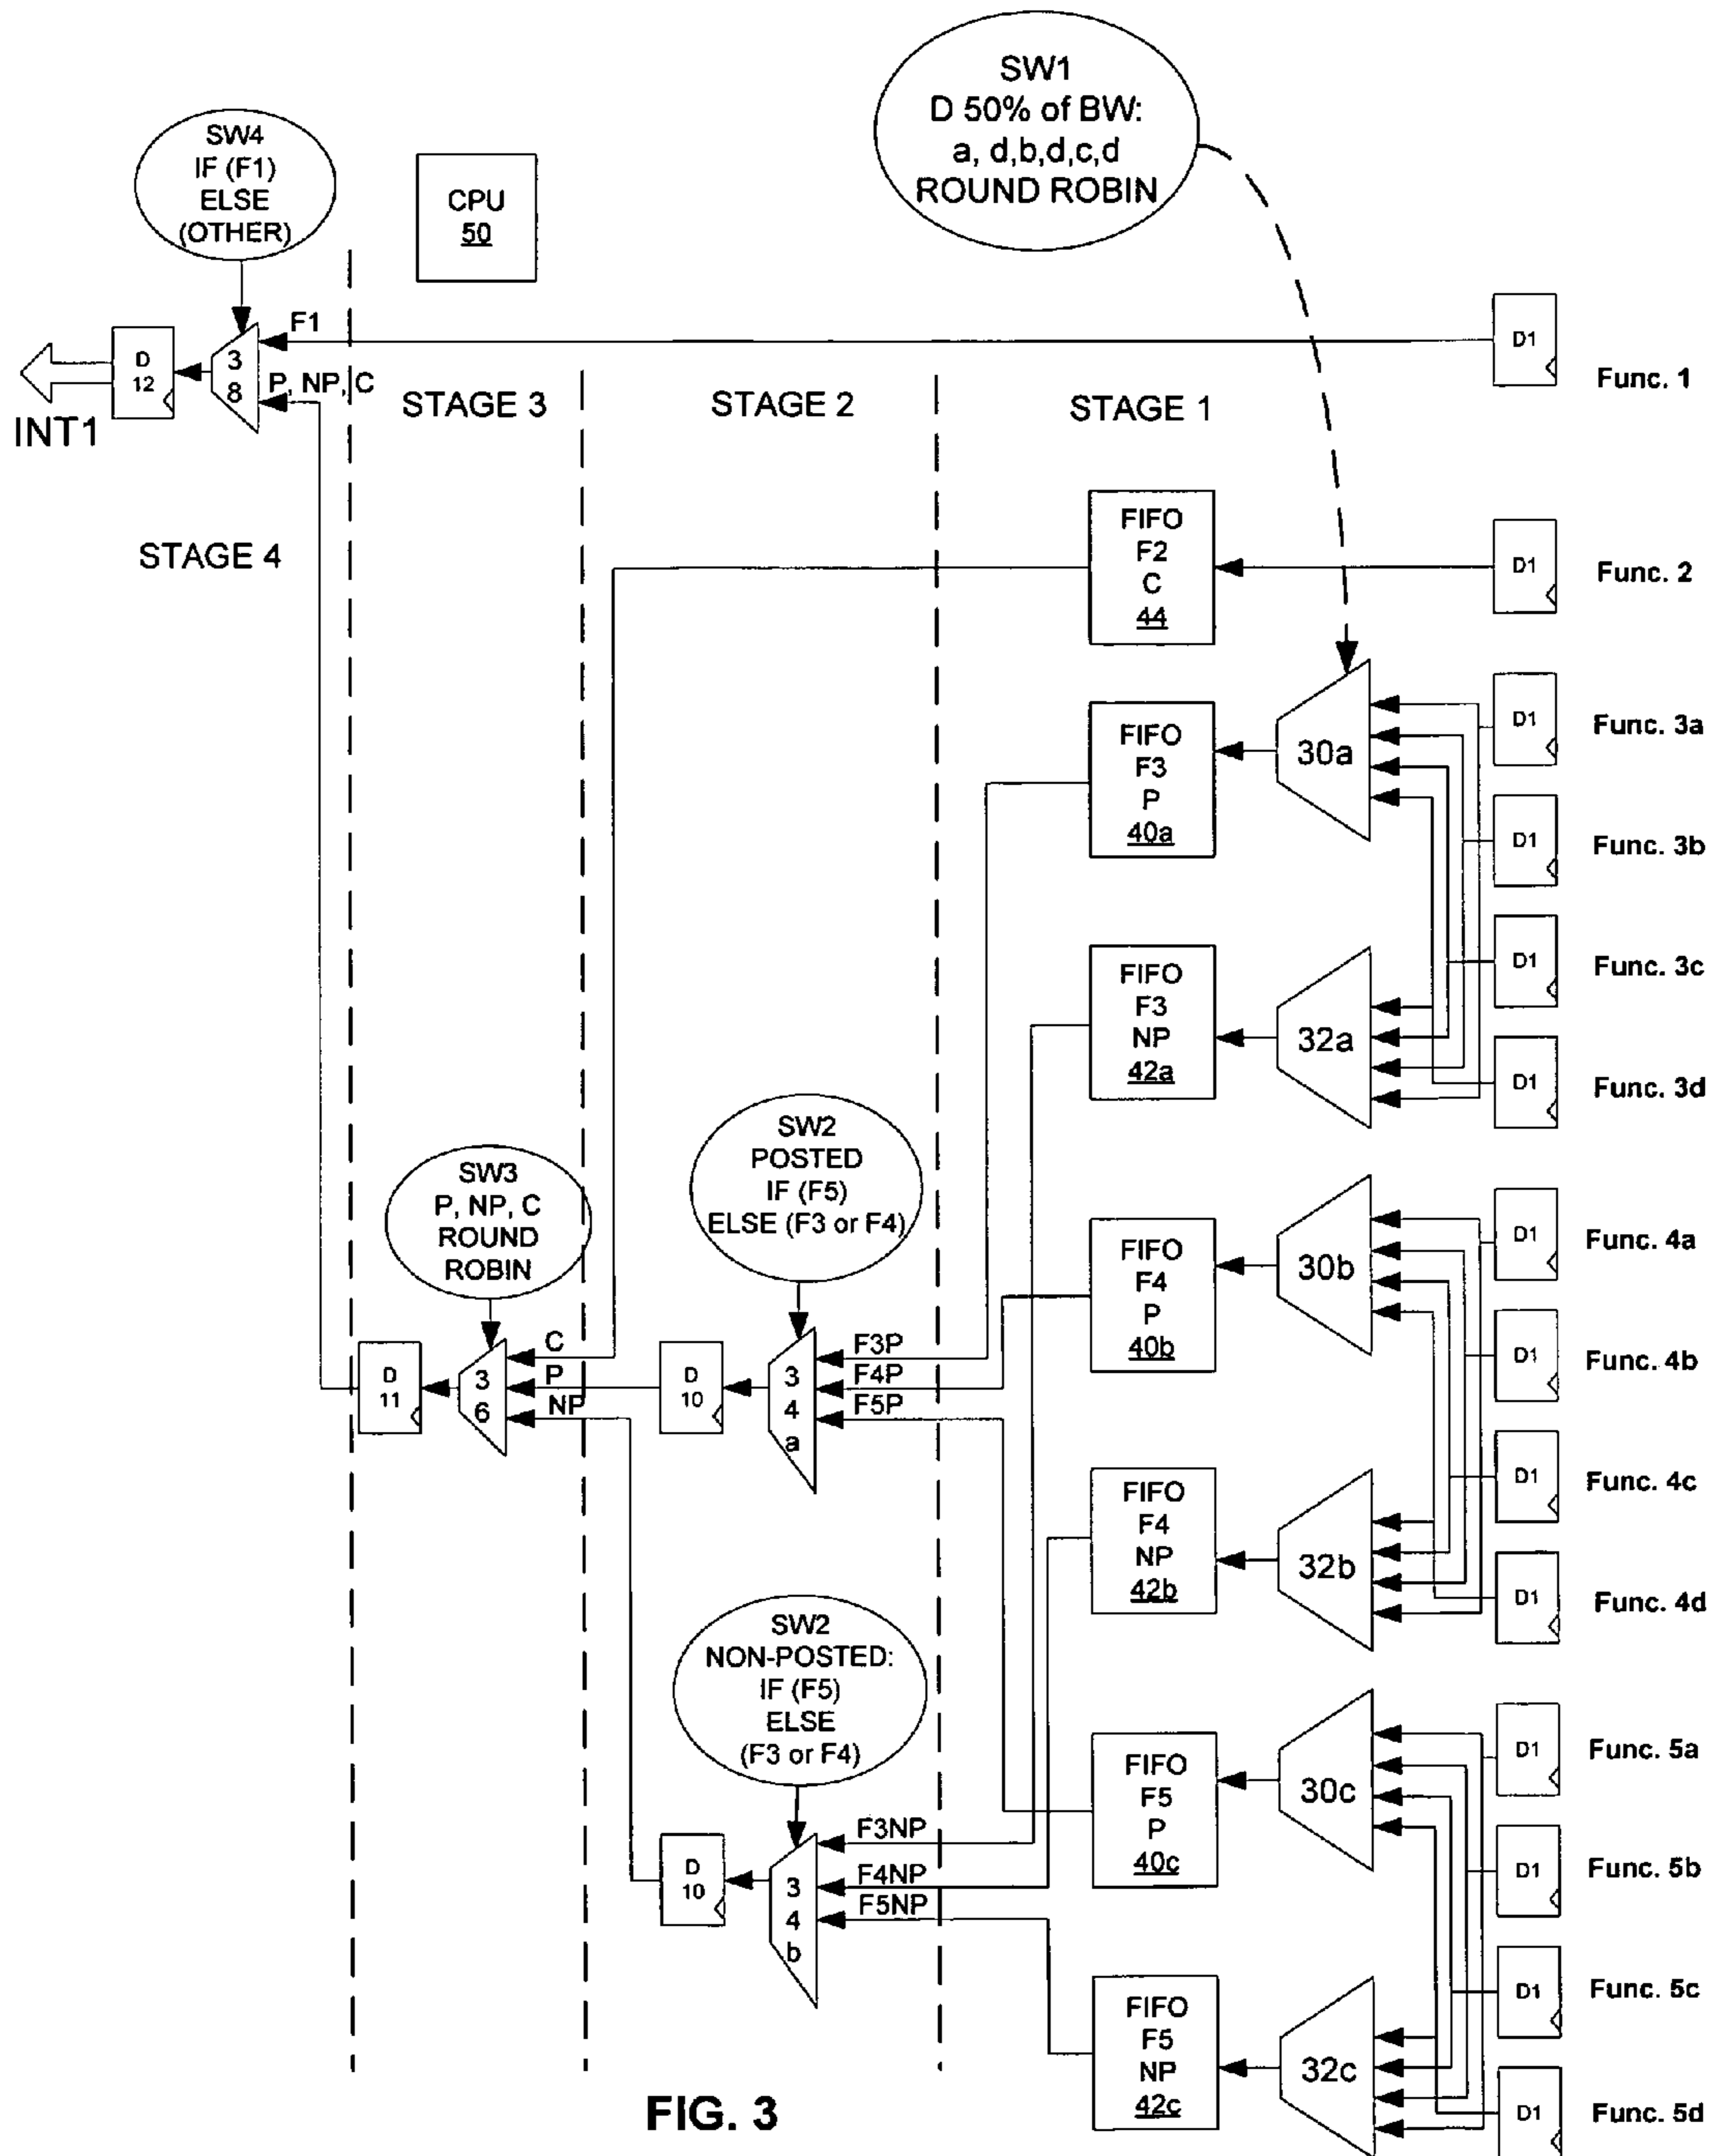 SW1
D 50% of BW:
a, d,b,d,c,d
ROUND ROBIN
SW4
IF (F1)
ELSE
(OTHER)
CPU
50
F1
D1
Func. 1
D
12
3
8
P, NP, C
INT1
STAGE 3
STAGE 2
STAGE 1
STAGE 4
FIFO
F2
C
44
D1
Func. 2
FIFO
F3
P
40a
30a
D1
Func. 3a
D1
Func. 3b
FIFO
F3
NP
42a
32a
D1
Func. 3c
D1
Func. 3d
SW2
POSTED
IF (F5)
ELSE (F3 or F4)
SW3
P, NP, C
ROUND
ROBIN
FIFO
F4
P
40b
30b
D1
Func. 4a
D1
Func. 4b
D
11
3
6
C
P
NP
D
10
3
4
a
F3P
F4P
F5P
FIFO
F4
NP
42b
32b
D1
Func. 4c
D1
Func. 4d
SW2
NON-POSTED:
IF (F5)
ELSE
(F3 or F4)
FIFO
F5
P
40c
30c
D1
Func. 5a
D1
Func. 5b
D
10
3
4
b
F3NP
F4NP
F5NP
FIFO
F5
NP
42c
32c
D1
Func. 5c
D1
Func. 5d
FIG. 3